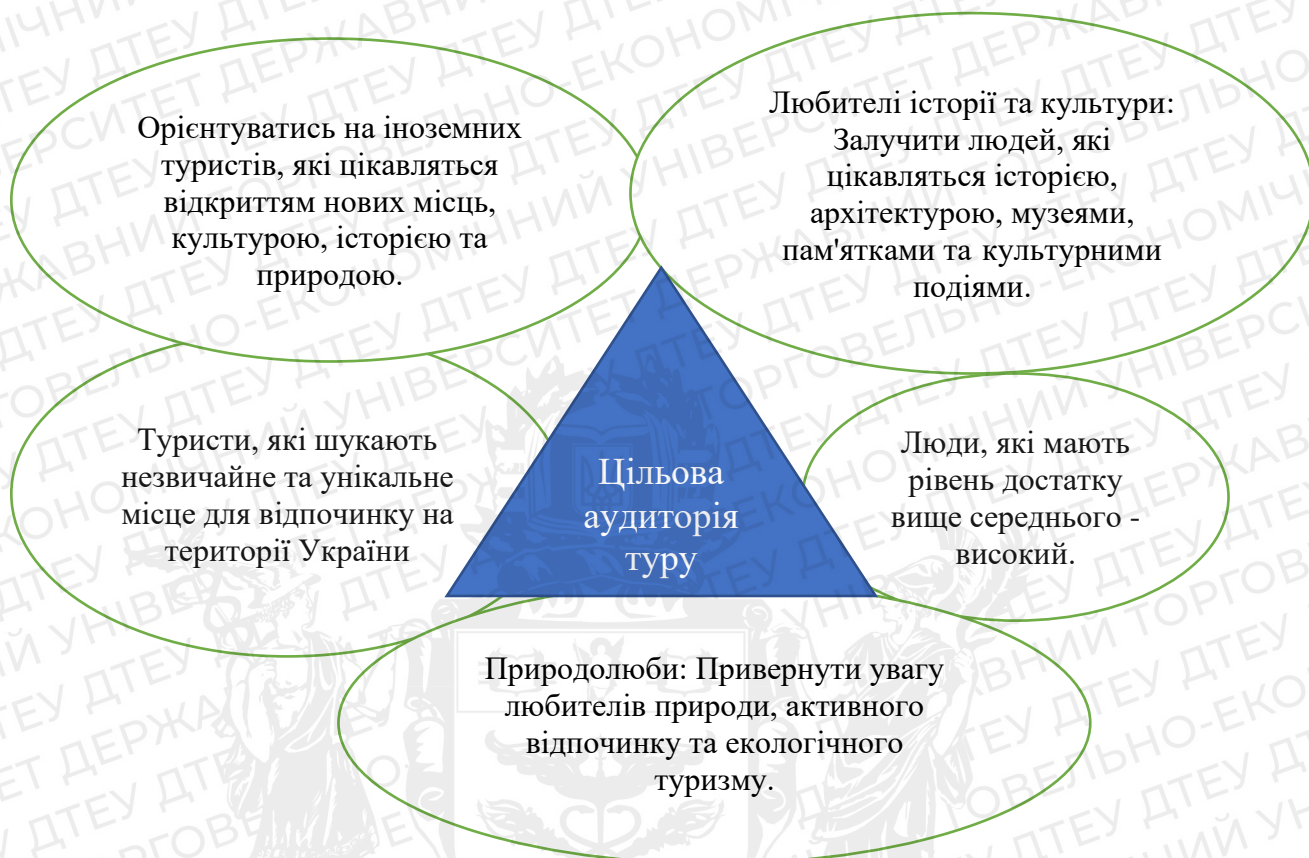 Орієнтуватись на іноземних
туристів, які цікавляться
відкриттям нових місць,
культурою, історією та
природою.
Любителі історії та культури:
Залучити людей, які
цікавляться історією,
архітектурою, музеями,
пам'ятками та культурними
подіями.
Туристи, які шукають
незвичайне та унікальне
місце для відпочинку на
території України
Цільова
аудиторія
туру
Люди, які мають
рівень достатку
вище середнього -
високий.
Природолюби: Привернути увагу
любителів природи, активного
відпочинку та екологічного
туризму.